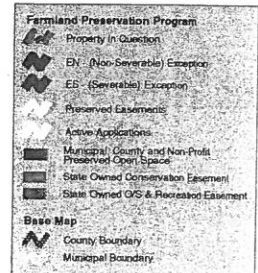 Farmland Preservation Program
Property In Question
EN - (Non-Severable) Exception
ES - (Severable) Exception
Preserved Easements
Active Applications
Municipal, County and Non-Profit
Preserved Open Space
State Owned Conservation Easement
State Owned O/S & Recreation Easement
Base Map
County Boundary
Municipal Boundary